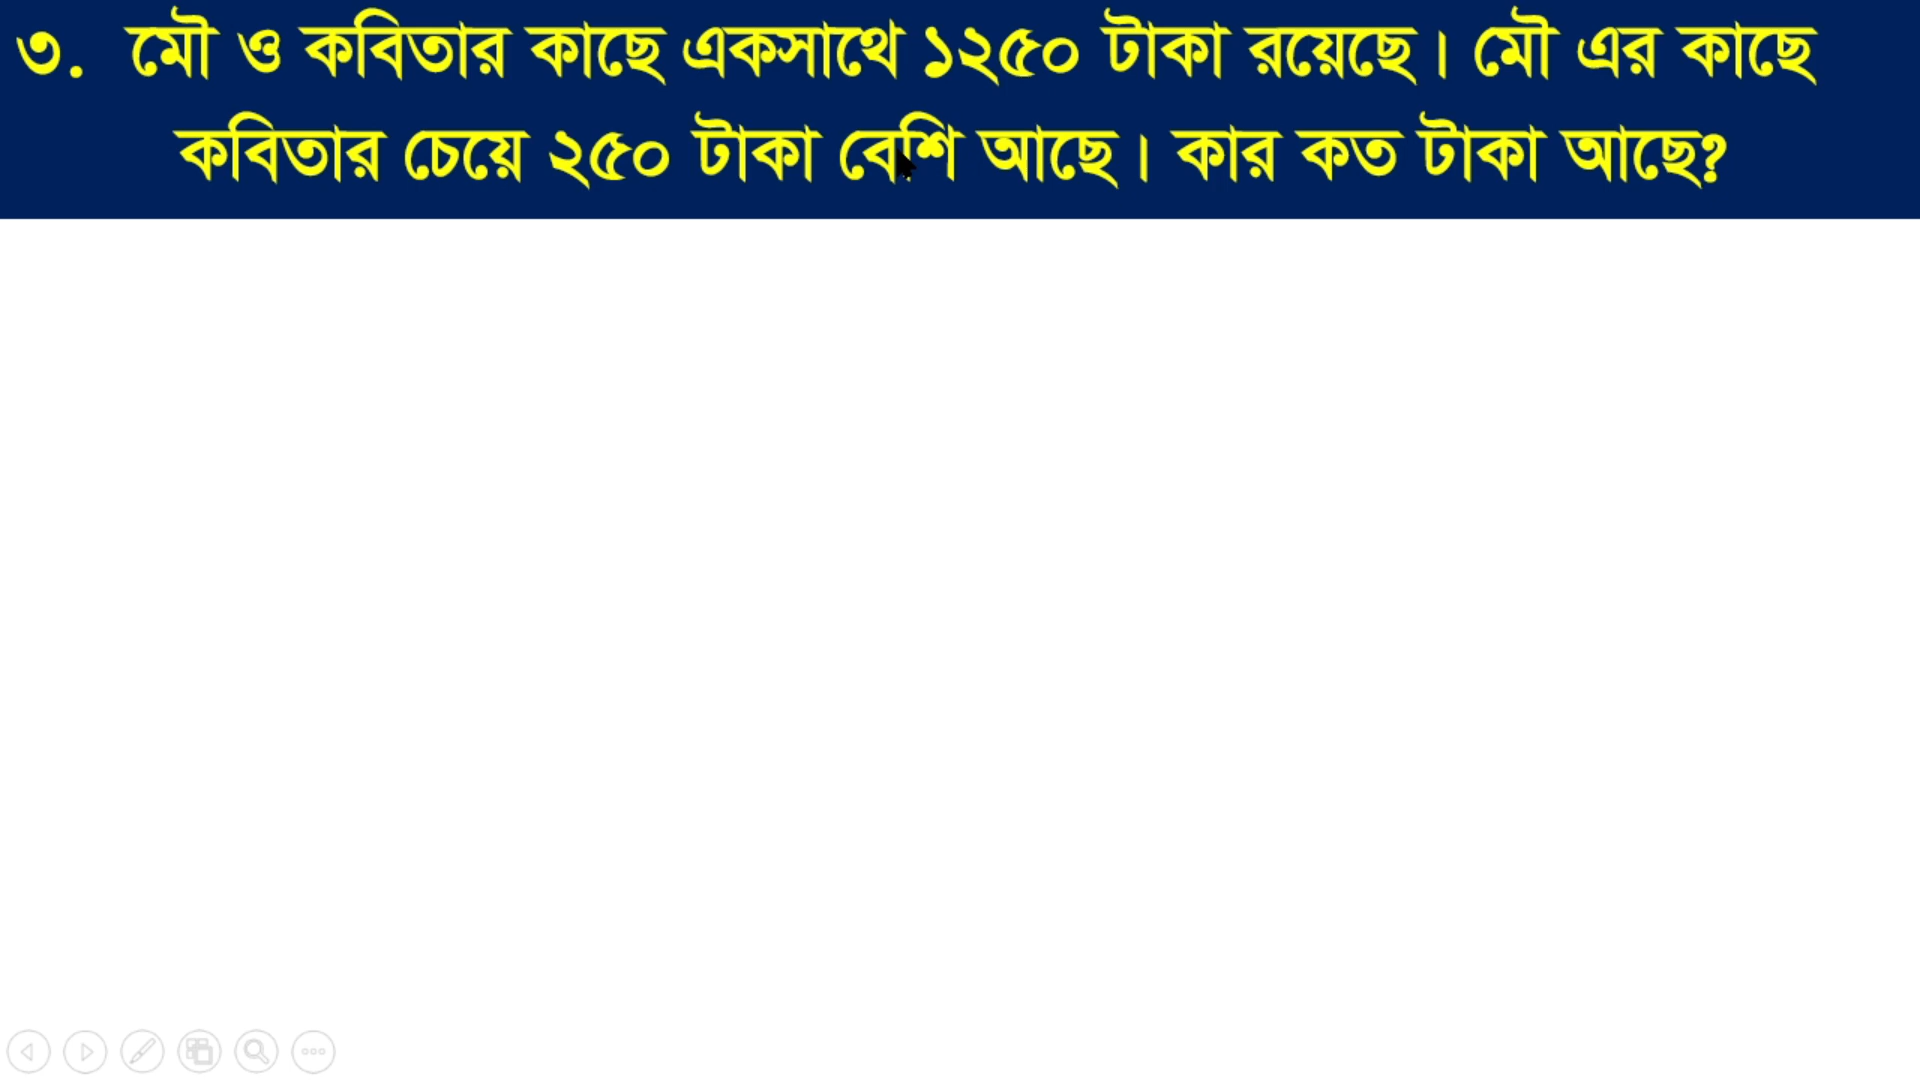 ৩. মৌ ও কবিতার কাছে একসাথে ১২৫০ টাকা রয়েছে। মৌ এর কাছে
কবিতার চেয়ে ২৫০ টাকা বেশি আছে। কার কত টাকা আছে?